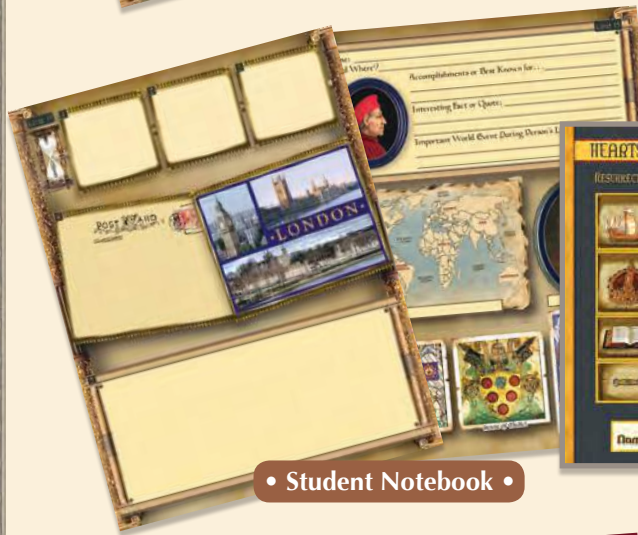 Accomplishments or Best Known for:
Interesting Fact or Quote:
Important World Event During Person's L
HEARTS
POST CARD
LONDON
• Student Notebook •